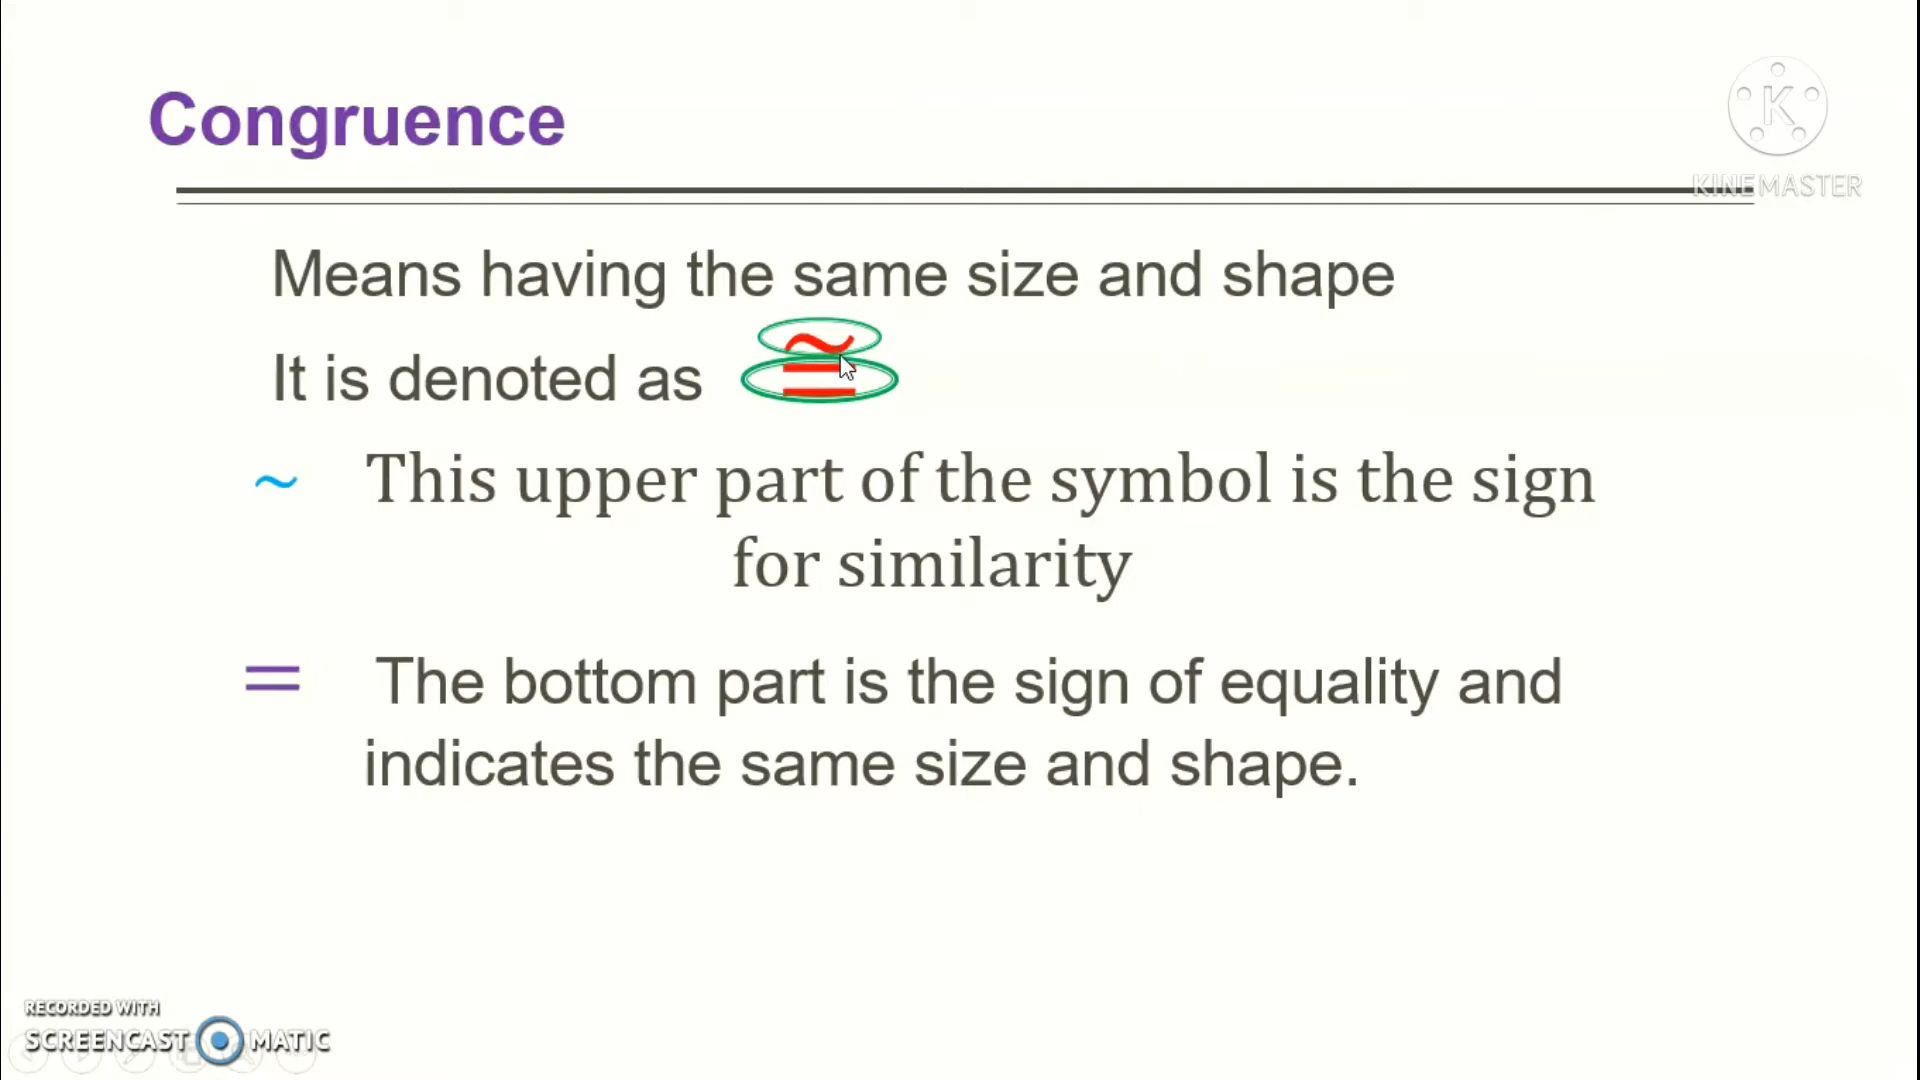 Congruence
K
KINEMASTER
Means having the same size and shape
It is denoted as ≅
~ This upper part of the symbol is the sign
for similarity
= The bottom part is the sign of equality and
indicates the same size and shape.
RECORDED WITH
SCREENCAST MATIC